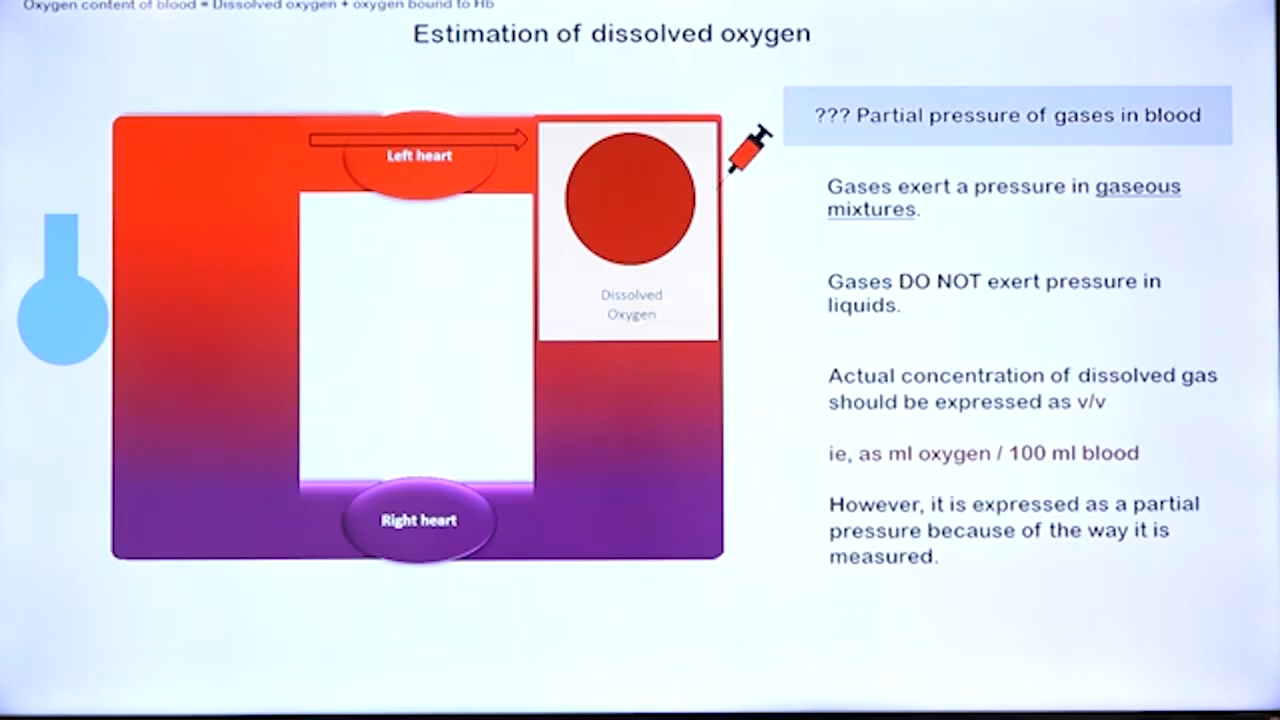 Oxygen content of blood = Dissolved oxygen + oxygen bound to Hb
Estimation of dissolved oxygen
??? Partial pressure of gases in blood
Left heart
Gases exert a pressure in gaseous
mixtures.
Dissolved
Oxygen
Gases DO NOT exert pressure in
liquids.
Actual concentration of dissolved gas
should be expressed as v/v
ie, as ml oxygen / 100 ml blood
However, it is expressed as a partial
pressure because of the way it is
measured.
Right heart